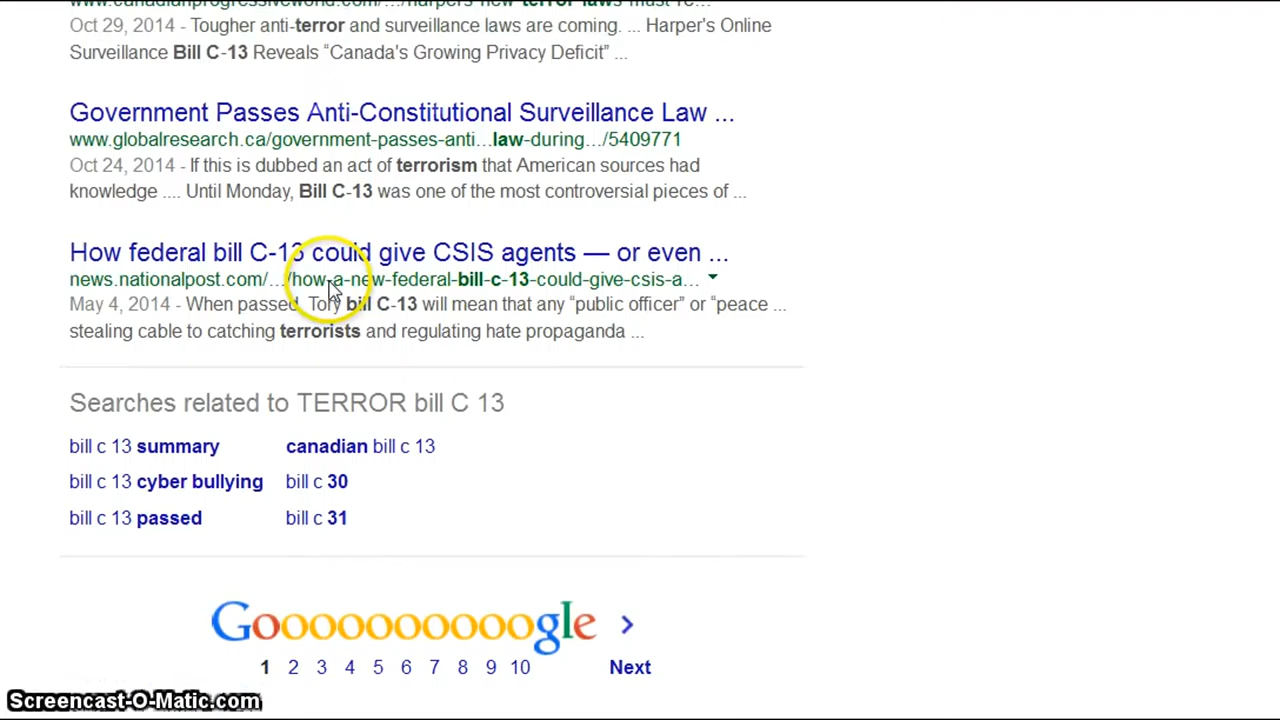 Oct 29, 2014 - Tougher anti-terror and surveillance laws are coming. ... Harper's Online
Surveillance Bill C-13 Reveals “Canada's Growing Privacy Deficit” ...
Government Passes Anti-Constitutional Surveillance Law ...
www.globalresearch.ca/government-passes-anti...law-during.../5409771
Oct 24, 2014 - If this is dubbed an act of terrorism that American sources had
knowledge .... Until Monday, Bill C-13 was one of the most controversial pieces of ...
How federal bill C-13 could give CSIS agents — or even ...
news.nationalpost.com/.../how-a-new-federal-bill-c-13-could-give-csis-a...
May 4, 2014 - When passed, Tory bill C-13 will mean that any “public officer” or “peace ...
stealing cable to catching terrorists and regulating hate propaganda ...
Searches related to TERROR bill C 13
bill c 13 summary canadian bill c 13
bill c 13 cyber bullying bill c 30
bill c 13 passed bill c 31
Goooooooooogle >
1 2 3 4 5 6 7 8 9 10 Next
Screencast-O-Matic.com